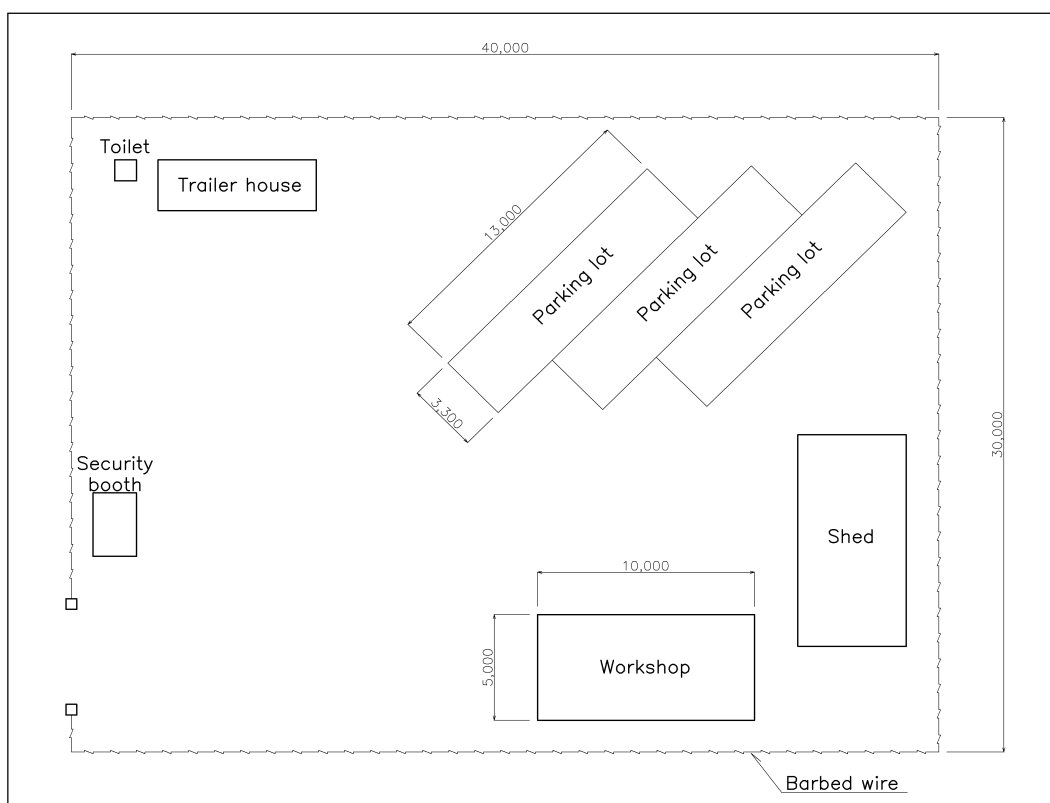 40,000
Toilet
Trailer house
13,000
Parking lot
Parking lot
Parking lot
3,300
30,000
Security
booth
Shed
10,000
5,000
Workshop
Barbed wire